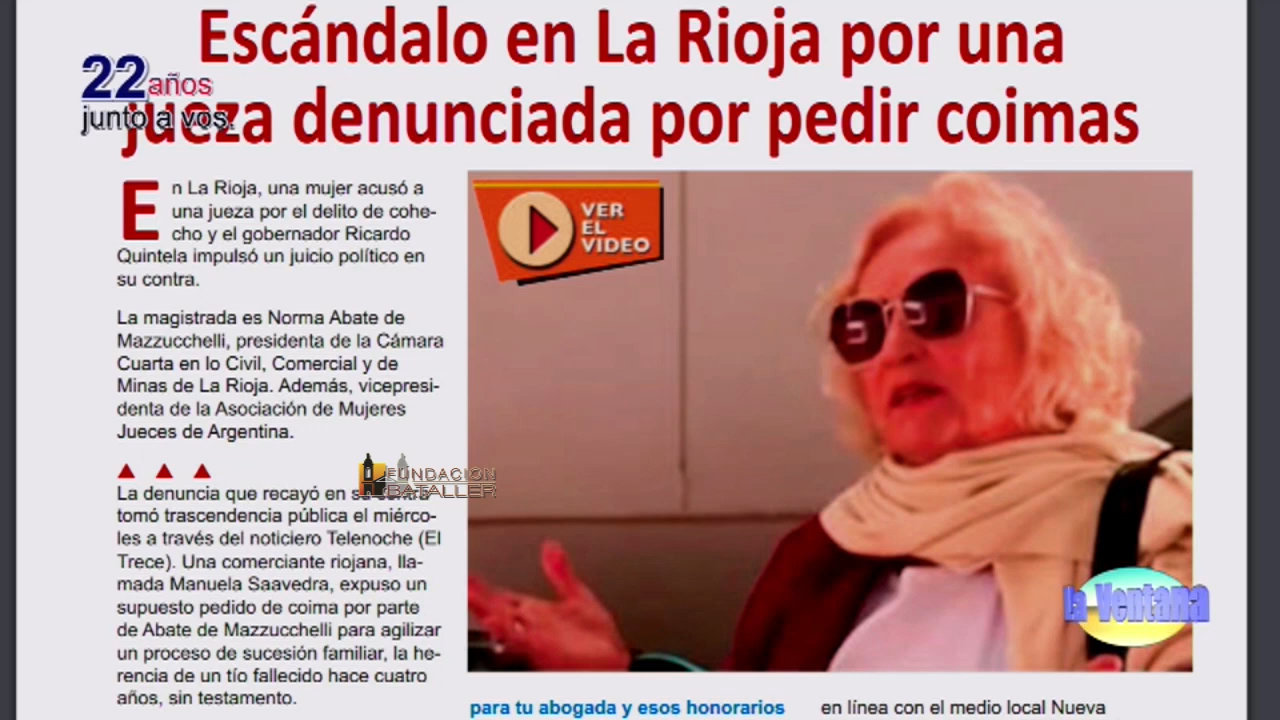 Escándalo en La Rioja por una
jueza denunciada por pedir coimas
22 años
junto a vos.
En La Rioja, una mujer acusó a
una jueza por el delito de cohe-
cho y el gobernador Ricardo
Quintela impulsó un juicio político en
su contra.
La magistrada es Norma Abate de
Mazzucchelli, presidenta de la Cámara
Cuarta en lo Civil, Comercial y de
Minas de La Rioja. Además, vicepresi-
denta de la Asociación de Mujeres
Jueces de Argentina.
La denuncia que recayó en su contra
tomó trascendencia pública el miérco-
les a través del noticiero Telenoche (El
Trece). Una comerciante riojana, lla-
mada Manuela Saavedra, expuso un
supuesto pedido de coima por parte
de Abate de Mazzucchelli para agilizar
un proceso de sucesión familiar, la he-
rencia de un tío fallecido hace cuatro
años, sin testamento.
FUNDACION
BATALLER
VER
EL
VIDEO
La Ventana
para tu abogada y esos honorarios
en línea con el medio local Nueva